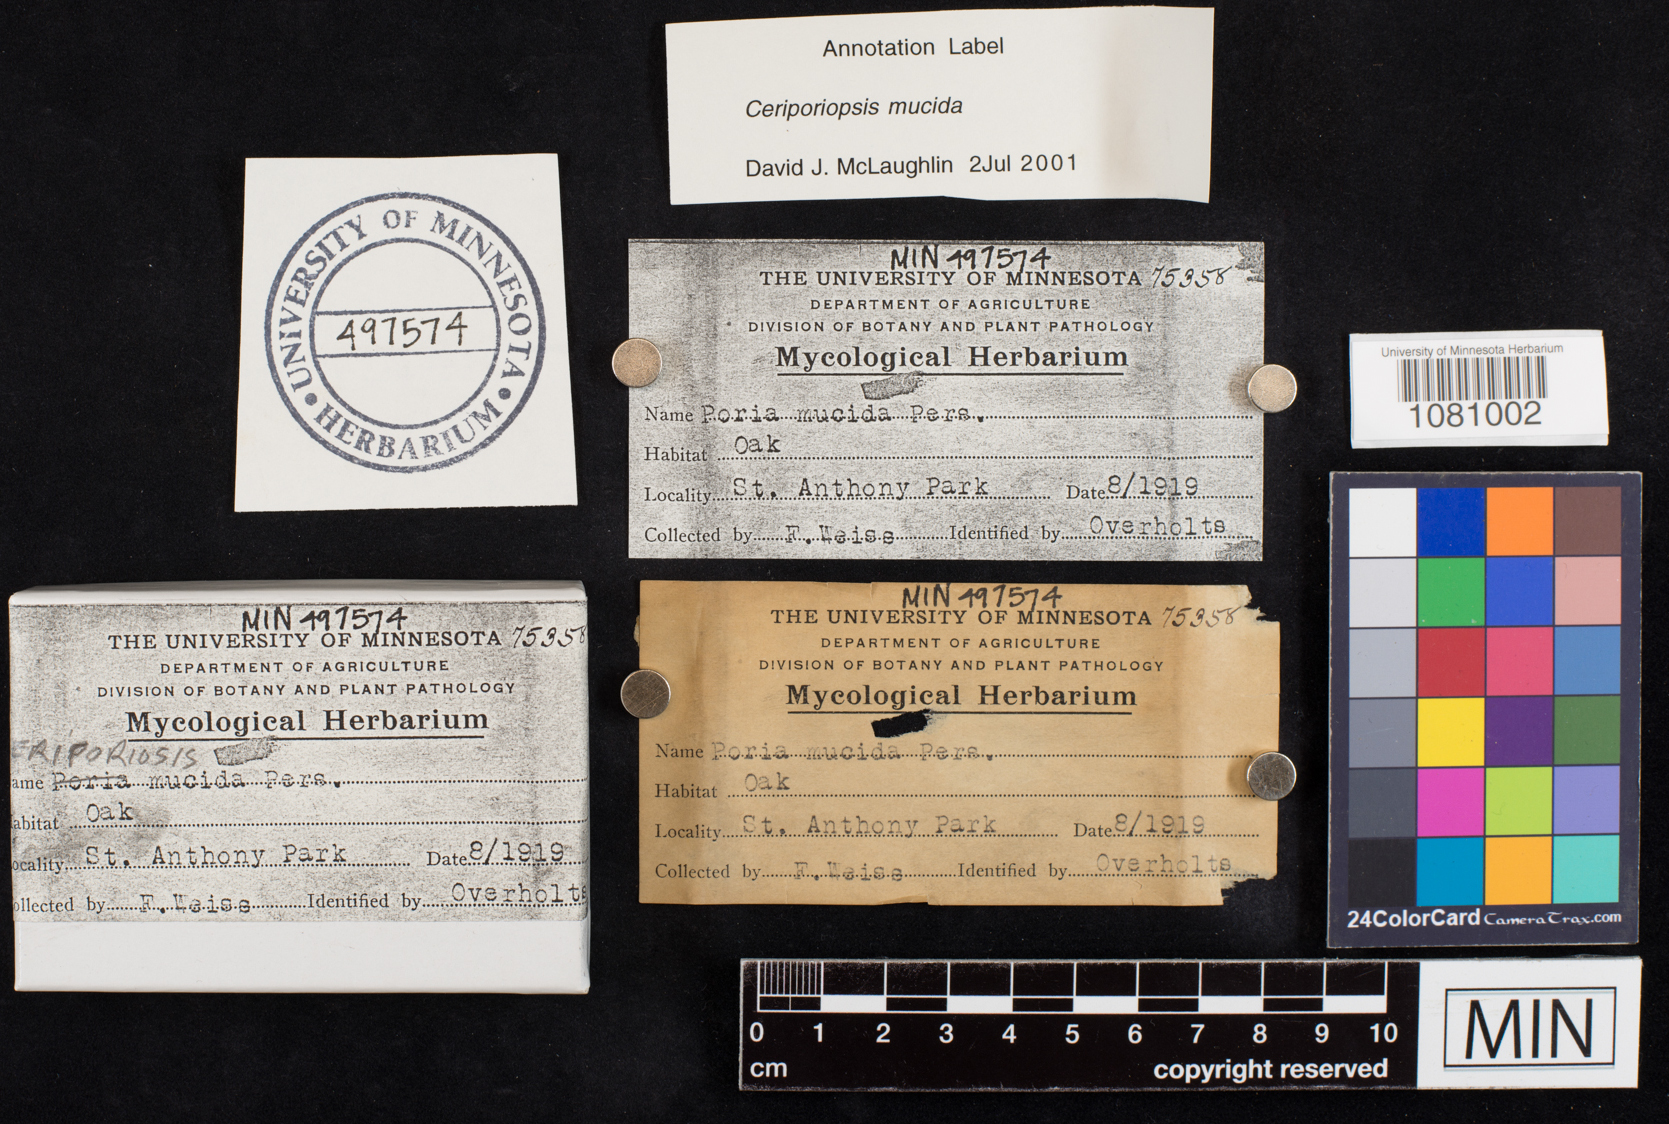 Annotation Label
Ceriporiopsis mucida
David J. McLaughlin 2Jul 2001
UNIVERSITY OF MINNESOTA
497574
• HERBARIUM •
MIN 497574
THE UNIVERSITY OF MINNESOTA 75358
DEPARTMENT OF AGRICULTURE
DIVISION OF BOTANY AND PLANT PATHOLOGY
Mycological Herbarium
Name Poria mucida Pers.
Habitat Oak
Locality St. Anthony Park Date 8/1919
Collected by F. Weiss Identified by Overholts
University of Minnesota Herbarium
1081002
MIN 497574
THE UNIVERSITY OF MINNESOTA 75358
DEPARTMENT OF AGRICULTURE
DIVISION OF BOTANY AND PLANT PATHOLOGY
Mycological Herbarium
ERIPORIOSIS
ame Poria mucida Pers.
abitat Oak
ocality St. Anthony Park Date 8/1919
ollected by F. Weiss Identified by Overholts
MIN 497574
THE UNIVERSITY OF MINNESOTA 75358
DEPARTMENT OF AGRICULTURE
DIVISION OF BOTANY AND PLANT PATHOLOGY
Mycological Herbarium
Name Poria mucida Pers.
Habitat Oak
Locality St. Anthony Park Date 8/1919
Collected by F. Weiss Identified by Overholts
24ColorCard CameraTrax.com
0 1 2 3 4 5 6 7 8 9 10
cm copyright reserved
MIN